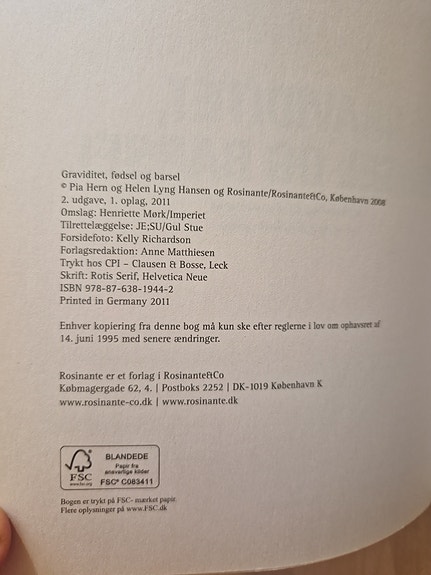 Graviditet, fødsel og barsel
© Pia Hern og Helen Lyng Hansen og Rosinante/Rosinante&Co, København 2008
2. udgave, 1. oplag, 2011
Omslag: Henriette Mørk/Imperiet
Tilrettelæggelse: JE;SU/Gul Stue
Forsidefoto: Kelly Richardson
Forlagsredaktion: Anne Matthiesen
Trykt hos CPI – Clausen & Bosse, Leck
Skrift: Rotis Serif, Helvetica Neue
ISBN 978-87-638-1944-2
Printed in Germany 2011
Enhver kopiering fra denne bog må kun ske efter reglerne i lov om ophavsret af
14. juni 1995 med senere ændringer.
Rosinante er et forlag i Rosinante&Co
Købmagergade 62, 4. | Postboks 2252 | DK-1019 København K
www.rosinante-co.dk | www.rosinante.dk
FSC
www.fsc.org
BLANDEDE
Papir fra
ansvarlige kilder
FSC® C083411
Bogen er trykt på FSC- mærket papir.
Flere oplysninger på www.FSC.dk